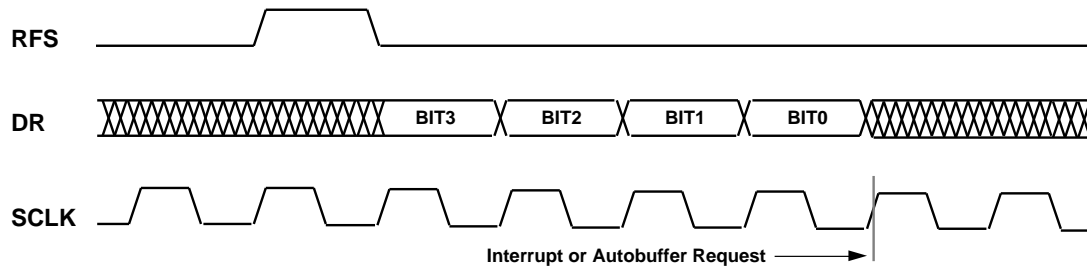 RFS
DR BIT3 BIT2 BIT1 BIT0
SCLK
Interrupt or Autobuffer Request